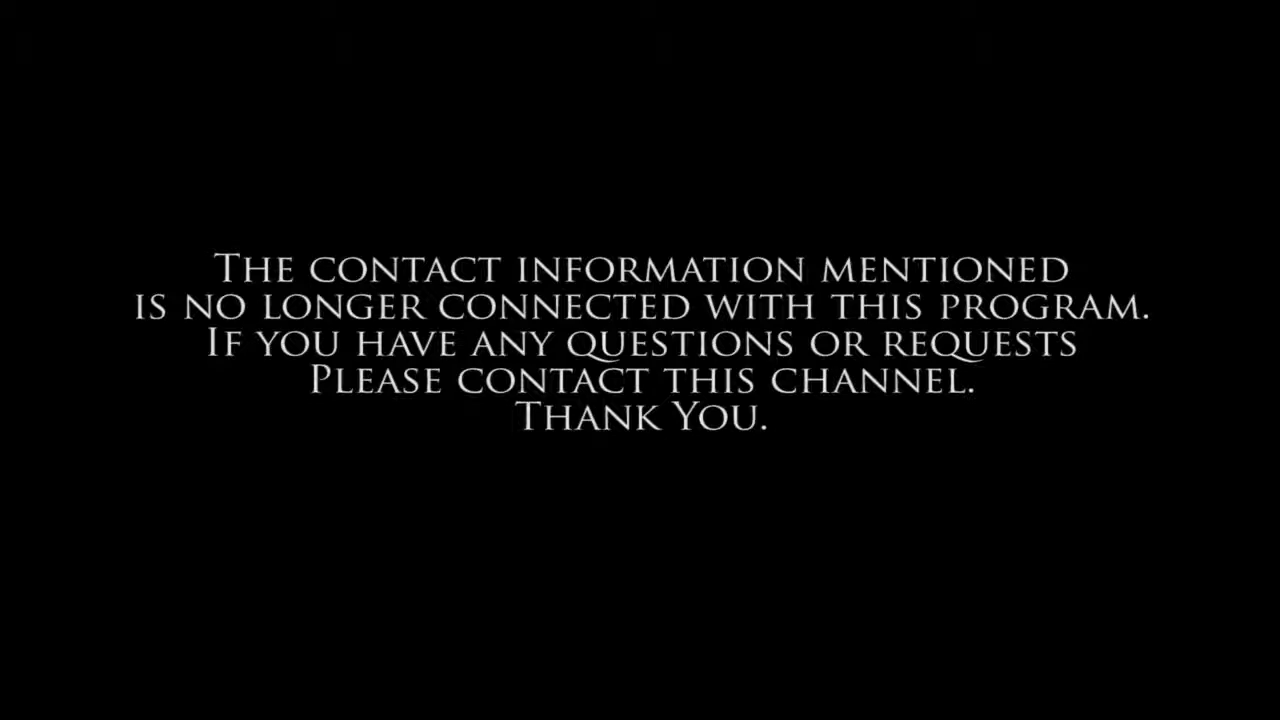 The contact information mentioned
is no longer connected with this program.
If you have any questions or requests
Please contact this channel.
Thank You.